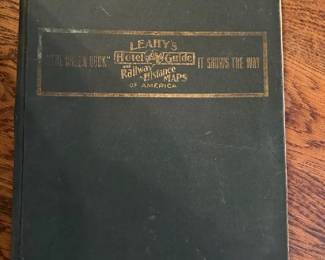 LEAHY'S
"THE GREEN BOOK" Hotel Guide IT SHOWS THE WAY
AND Railway Distance MAPS
OF AMERICA